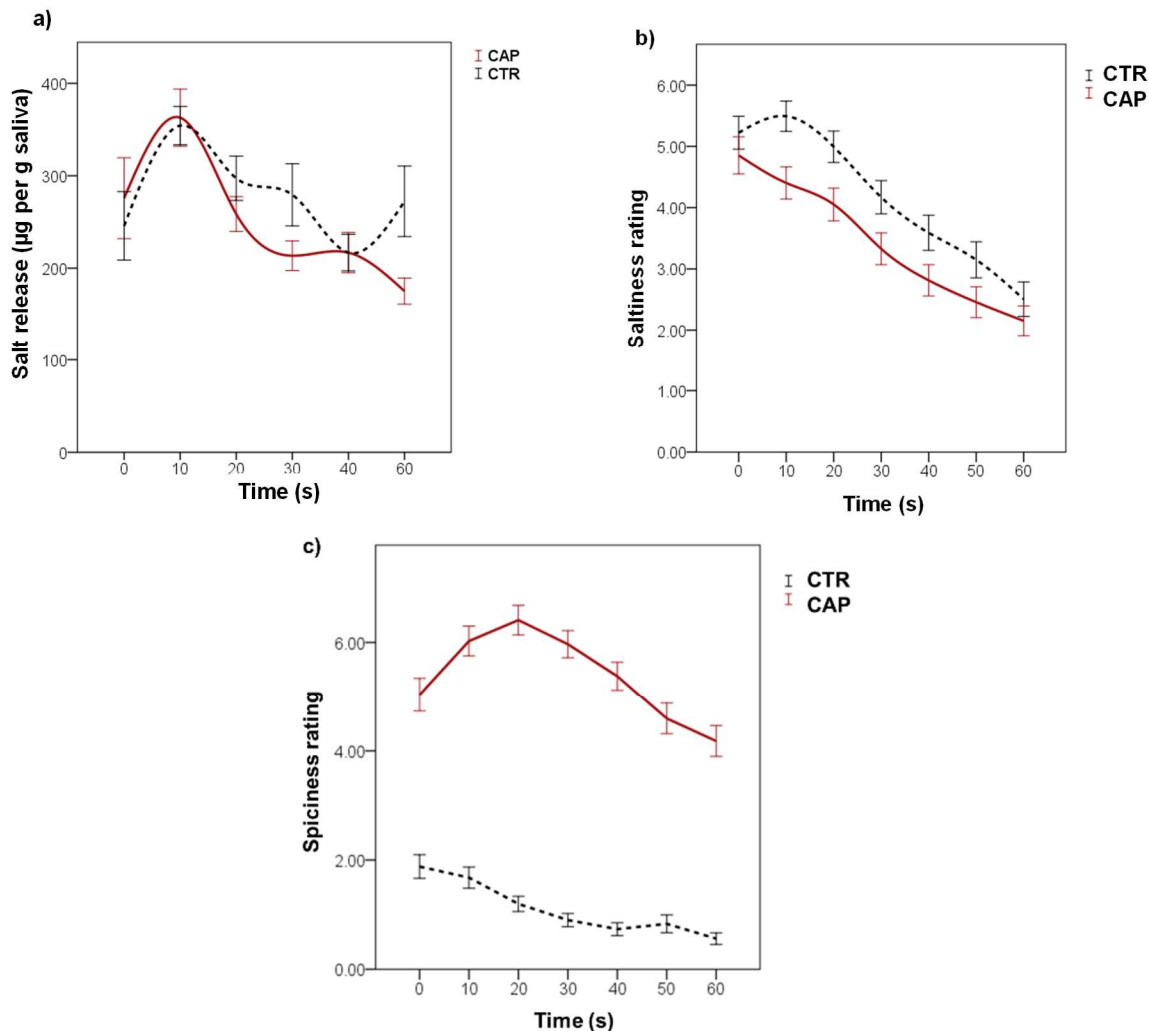 a)
CAP
CTR
Salt release (µg per g saliva)
400
300
200
100
0
0 10 20 30 40 60
Time (s)
b)
CTR
CAP
Saltiness rating
6.00
5.00
4.00
3.00
2.00
1.00
0.00
0 10 20 30 40 50 60
Time (s)
c)
CTR
CAP
Spiciness rating
6.00
4.00
2.00
0.00
0 10 20 30 40 50 60
Time (s)